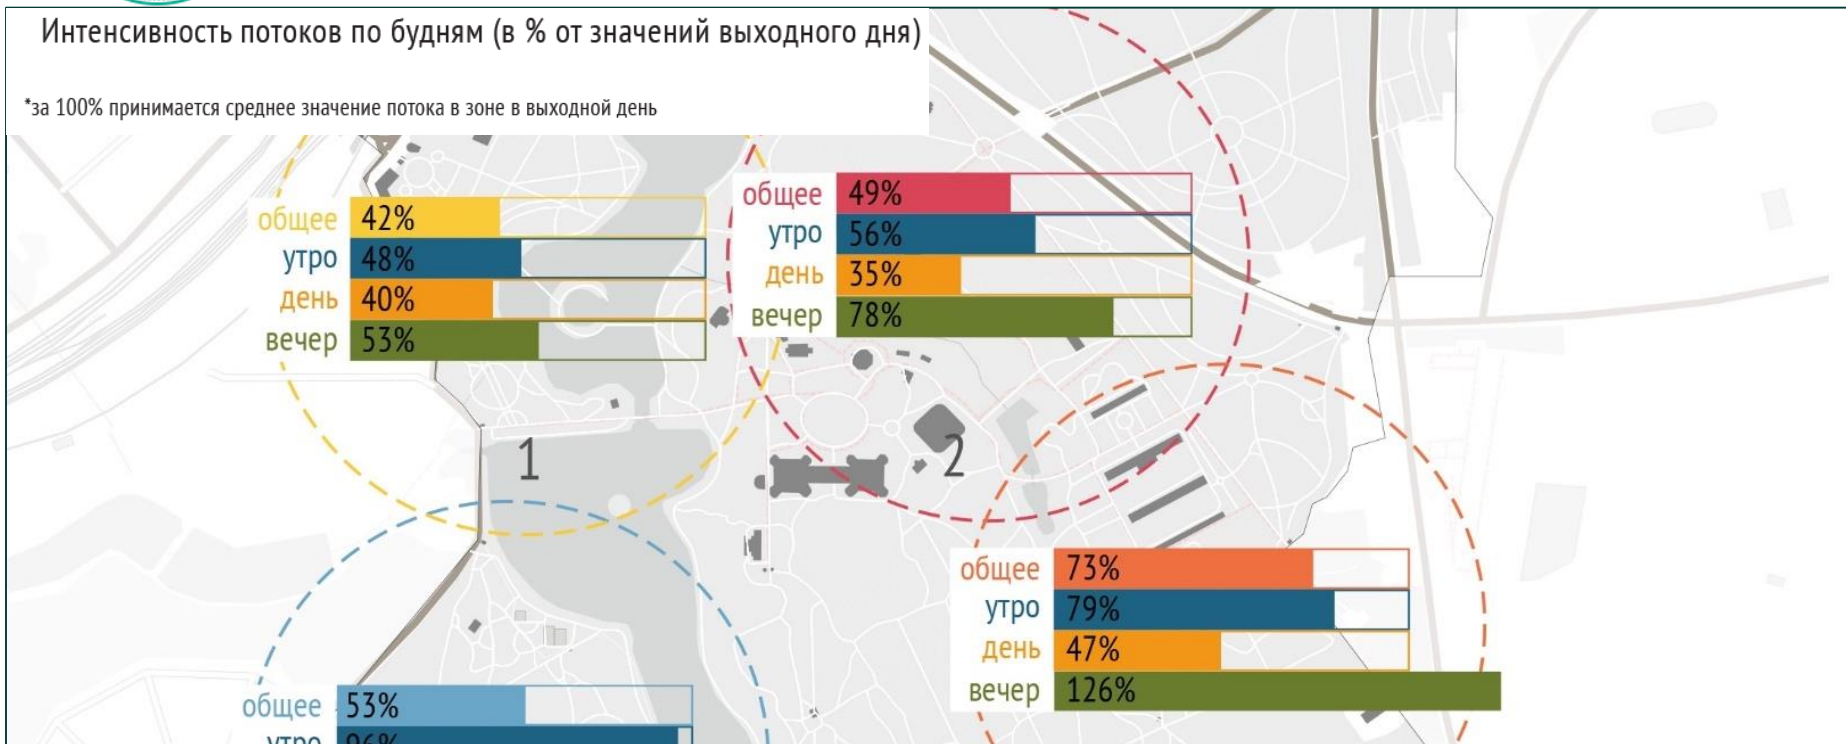 Интенсивность потоков по будням (в % от значений выходного дня)
*за 100% принимается среднее значение потока в зоне в выходной день
общее 42%
утро 48%
день 40%
вечер 53%
общее 49%
утро 56%
день 35%
вечер 78%
1
2
общее 73%
утро 79%
день 47%
вечер 126%
общее 53%
утро 96%